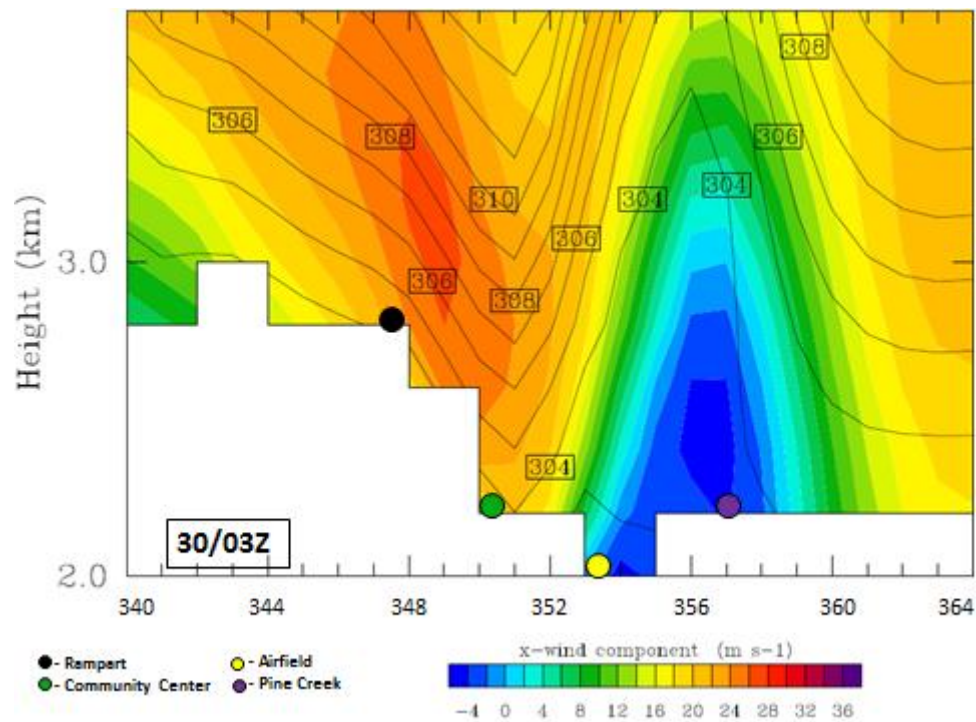 308
306
308
306
304
304
310
306
306
308
3.0
Height (km)
304
30/03Z
2.0
340 344 348 352 356 360 364
- Rampart
- Airfield
- Community Center
- Pine Creek
x-wind component (m s-1)
-4 0 4 8 12 16 20 24 28 32 36